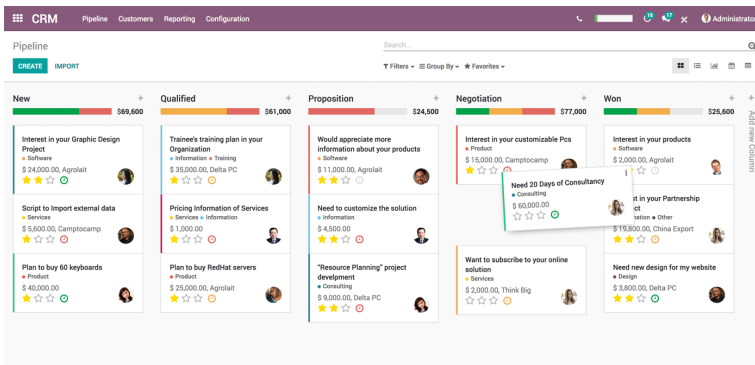 CRM Pipeline Customers Reporting Configuration 15 17 Administrator
Pipeline
Search...
CREATE IMPORT
Filters Group By Favorites
New +
$69,600
Interest in your Graphic Design
Project
Software
$ 24,000.00, Agrolait
Script to Import external data
Services
$ 5,600.00, Camptocamp
Plan to buy 60 keyboards
Product
$ 40,000.00
Qualified +
$61,000
Trainee's training plan in your
Organization
Information Training
$ 35,000.00, Delta PC
Pricing Information of Services
Services Information
$ 1,000.00
Plan to buy RedHat servers
Product
$ 25,000.00, Agrolait
Proposition +
$24,500
Would appreciate more
information about your products
Software
$ 11,000.00, Agrolait
Need to customize the solution
Information
$ 4,500.00
"Resource Planning" project
develpment
Consulting
$ 9,000.00, Delta PC
Negotiation +
$77,000
Interest in your customizable Pcs
Product
$ 15,000.00, Camptocamp
Need 20 Days of Consultancy
Consulting
$ 60,000.00
Want to subscribe to your online
solution
Services
$ 2,000.00, Think Big
Won +
$25,600
Interest in your products
Software
$ 2,000.00, Agrolait
st in your Partnership
ct
mation Other
$ 19,800.00, China Export
Need new design for my website
Design
$ 3,800.00, Delta PC
+
Add new Column